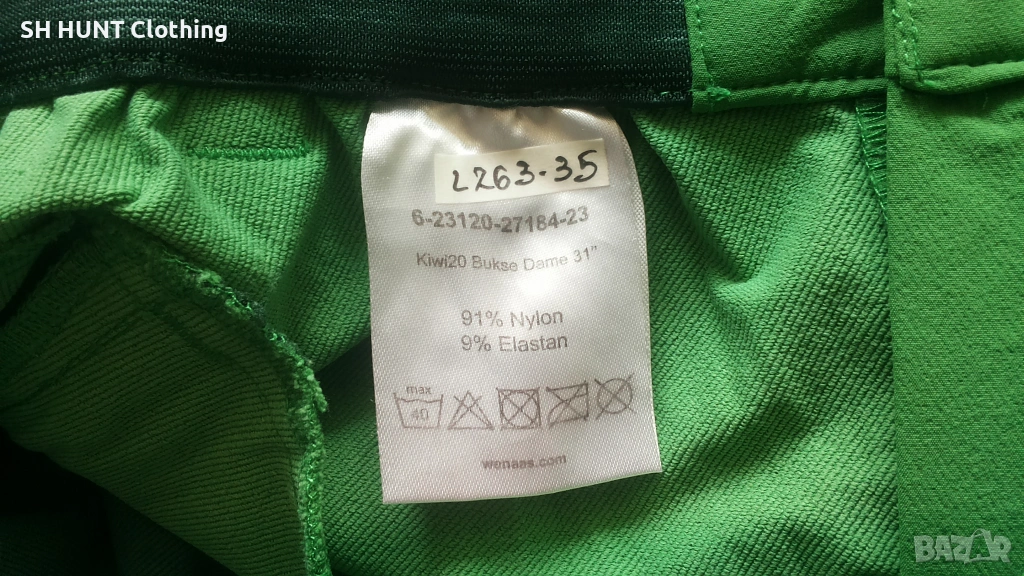 SH HUNT Clothing
L263-35
6-23120-27184-23
Kiwi20 Bukse Dame 31"
91% Nylon
9% Elastan
max
40
wenaas.com
BAZAR